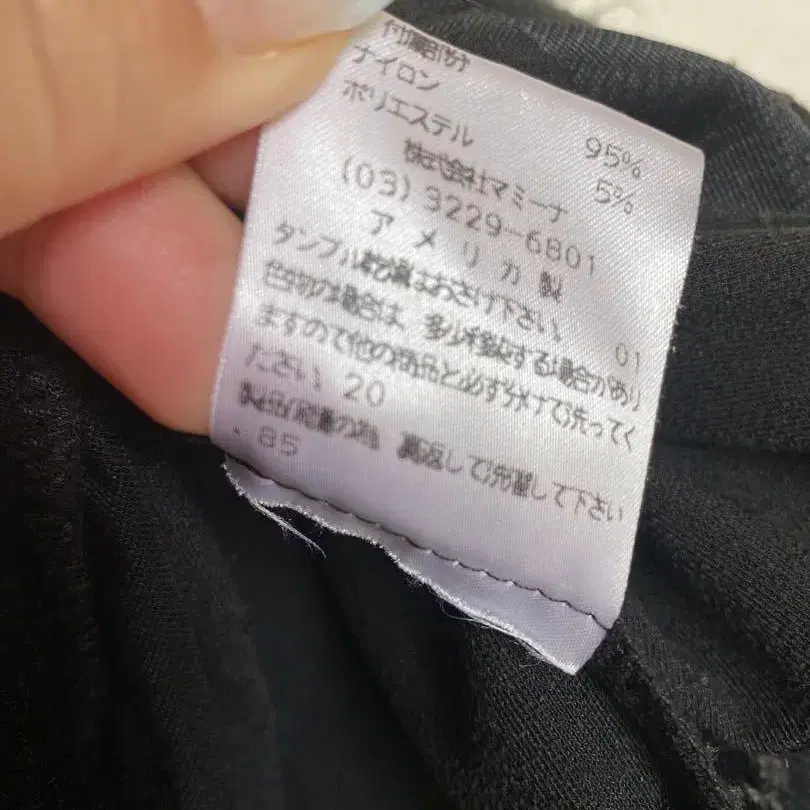 付属部分
ナイロン 95%
ポリエステル 5%
株式会社マミーナ
(03) 3229-6801
アメリカ製
タンブル乾燥はおさけ下さい。 01
色物の場合は、多少移染する場合があり
ますので他の商品と必ず分けて洗ってく
ださい。20
製品保護の為、裏返して洗濯して下さい
。85